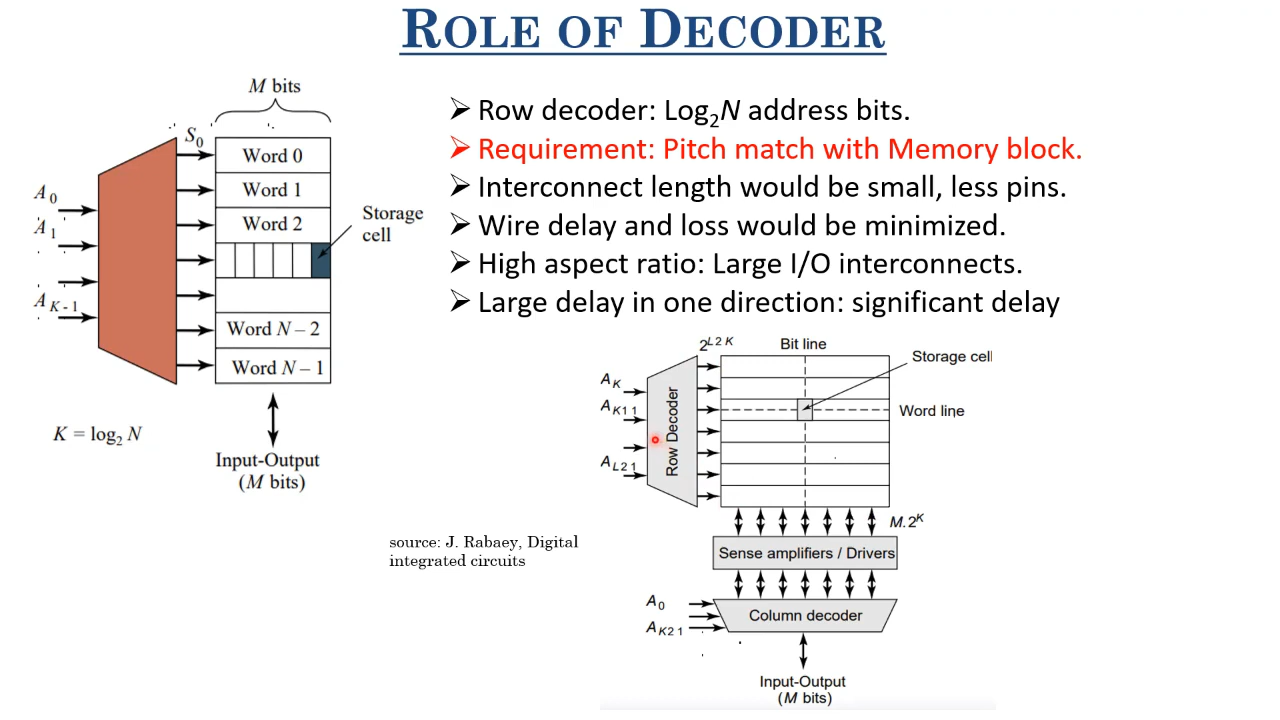 ROLE OF DECODER
M bits
S0
Word 0
Word 1
Word 2
Word N – 2
Word N – 1
A0
A1
AK-1
Storage
cell
K = log2 N
Input-Output
(M bits)
➢ Row decoder: Log2N address bits.
➢ Requirement: Pitch match with Memory block.
➢ Interconnect length would be small, less pins.
➢ Wire delay and loss would be minimized.
➢ High aspect ratio: Large I/O interconnects.
➢ Large delay in one direction: significant delay
source: J. Rabaey, Digital
integrated circuits
2L2K
Bit line
Storage cell
AK
AK11
AL21
Row Decoder
Word line
M.2K
Sense amplifiers / Drivers
A0
AK21
Column decoder
Input-Output
(M bits)